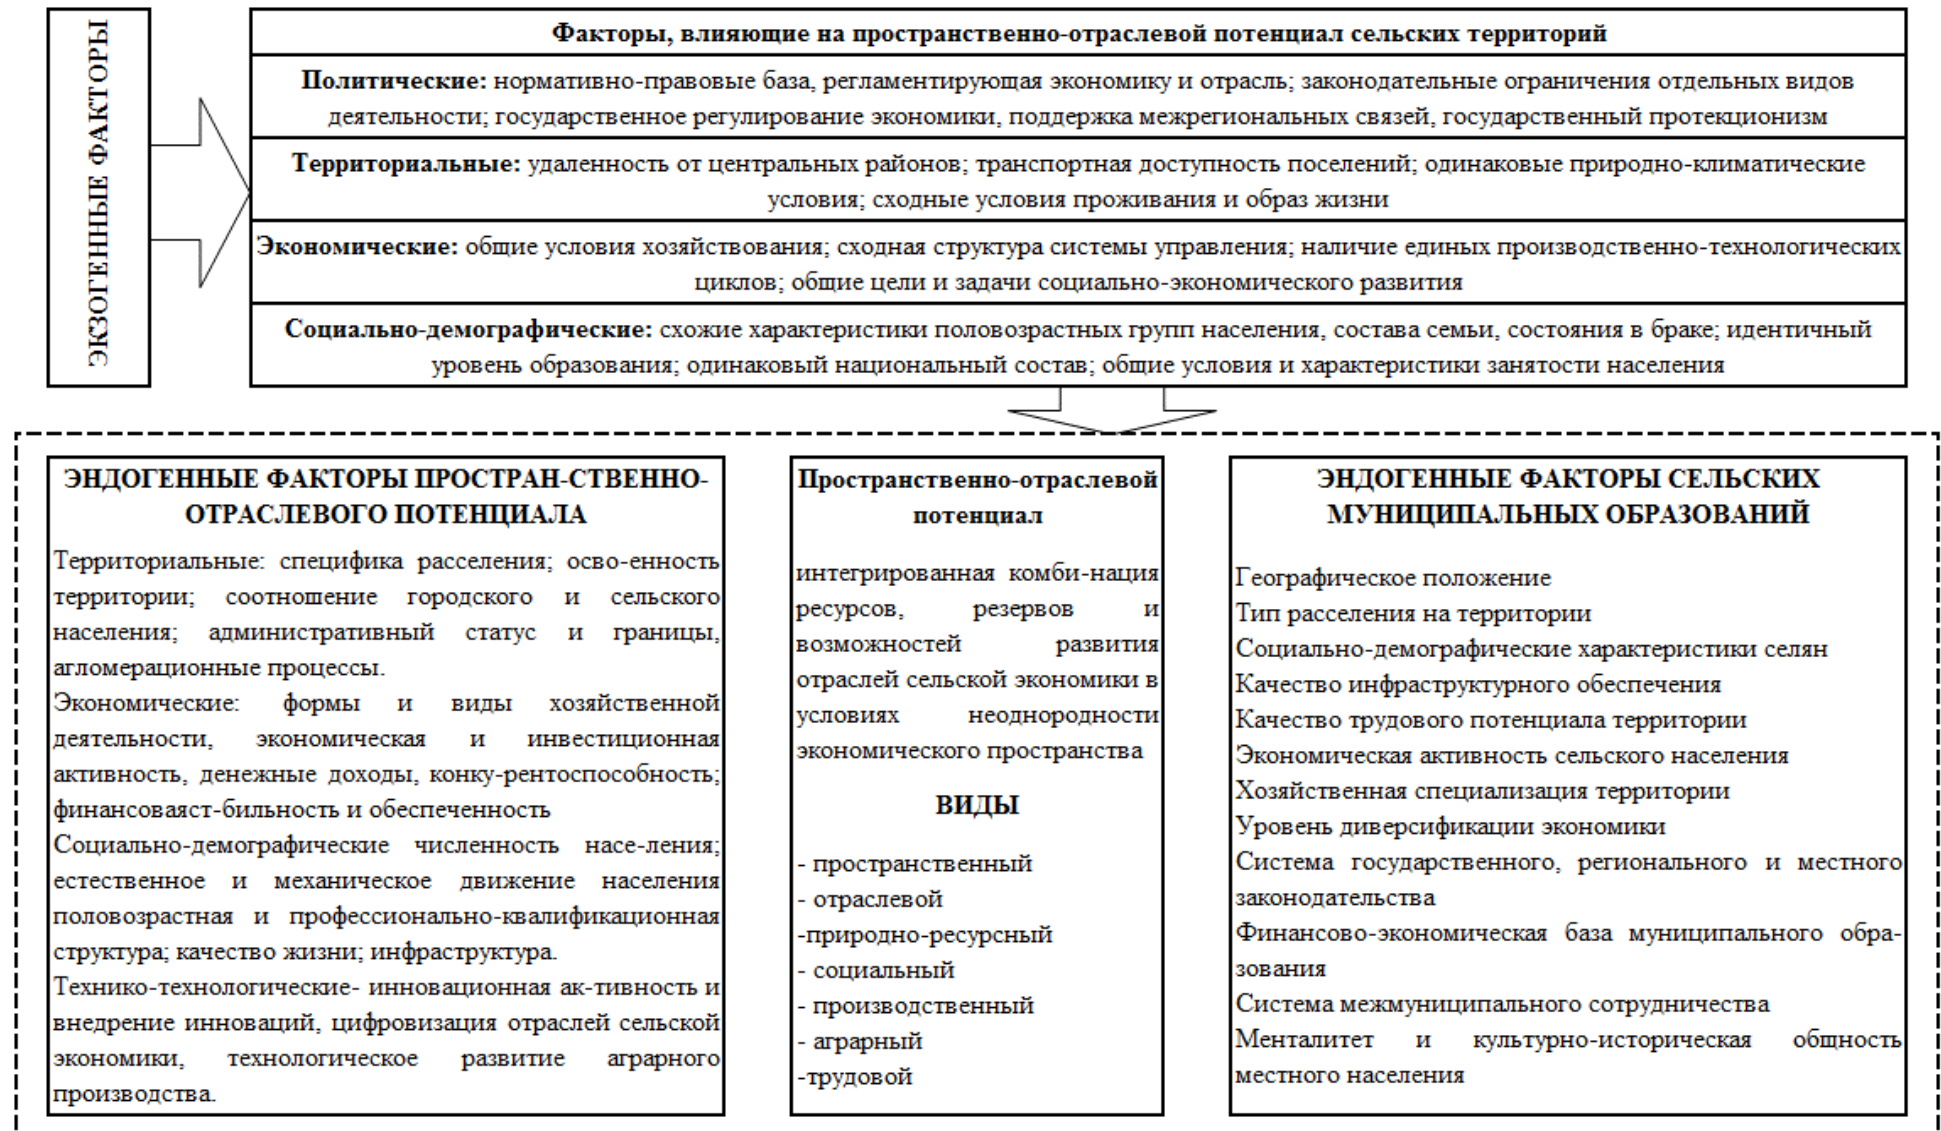 ЭКЗОГЕННЫЕ ФАКТОРЫ
Факторы, влияющие на пространственно-отраслевой потенциал сельских территорий
Политические: нормативно-правовые база, регламентирующая экономику и отрасль; законодательные ограничения отдельных видов
деятельности; государственное регулирование экономики, поддержка межрегиональных связей, государственный протекционизм
Территориальные: удаленность от центральных районов; транспортная доступность поселений; одинаковые природно-климатические
условия; сходные условия проживания и образ жизни
Экономические: общие условия хозяйствования; сходная структура системы управления; наличие единых производственно-технологических
циклов; общие цели и задачи социально-экономического развития
Социально-демографические: схожие характеристики половозрастных групп населения, состава семьи, состояния в браке; идентичный
уровень образования; одинаковый национальный состав; общие условия и характеристики занятости населения
ЭНДОГЕННЫЕ ФАКТОРЫ ПРОСТРАН-СТВЕННО-
ОТРАСЛЕВОГО ПОТЕНЦИАЛА
Территориальные: специфика расселения; осво-енность
территории; соотношение городского и сельского
населения; административный статус и границы,
агломерационные процессы.
Экономические: формы и виды хозяйственной
деятельности, экономическая и инвестиционная
активность, денежные доходы, конку-рентоспособность;
финансоваяст-бильность и обеспеченность
Социально-демографические численность насе-ления;
естественное и механическое движение населения
половозрастная и профессионально-квалификационная
структура; качество жизни; инфраструктура.
Технико-технологические- инновационная ак-тивность и
внедрение инноваций, цифровизация отраслей сельской
экономики, технологическое развитие аграрного
производства.
Пространственно-отраслевой
потенциал
интегрированная комби-нация
ресурсов, резервов и
возможностей развития
отраслей сельской экономики в
условиях неоднородности
экономического пространства
ВИДЫ
- пространственный
- отраслевой
-природно-ресурсный
- социальный
- производственный
- аграрный
-трудовой
ЭНДОГЕННЫЕ ФАКТОРЫ СЕЛЬСКИХ
МУНИЦИПАЛЬНЫХ ОБРАЗОВАНИЙ
Географическое положение
Тип расселения на территории
Социально-демографические характеристики селян
Качество инфраструктурного обеспечения
Качество трудового потенциала территории
Экономическая активность сельского населения
Хозяйственная специализация территории
Уровень диверсификации экономики
Система государственного, регионального и местного
законодательства
Финансово-экономическая база муниципального обра-
зования
Система межмуниципального сотрудничества
Менталитет и культурно-историческая общность
местного населения